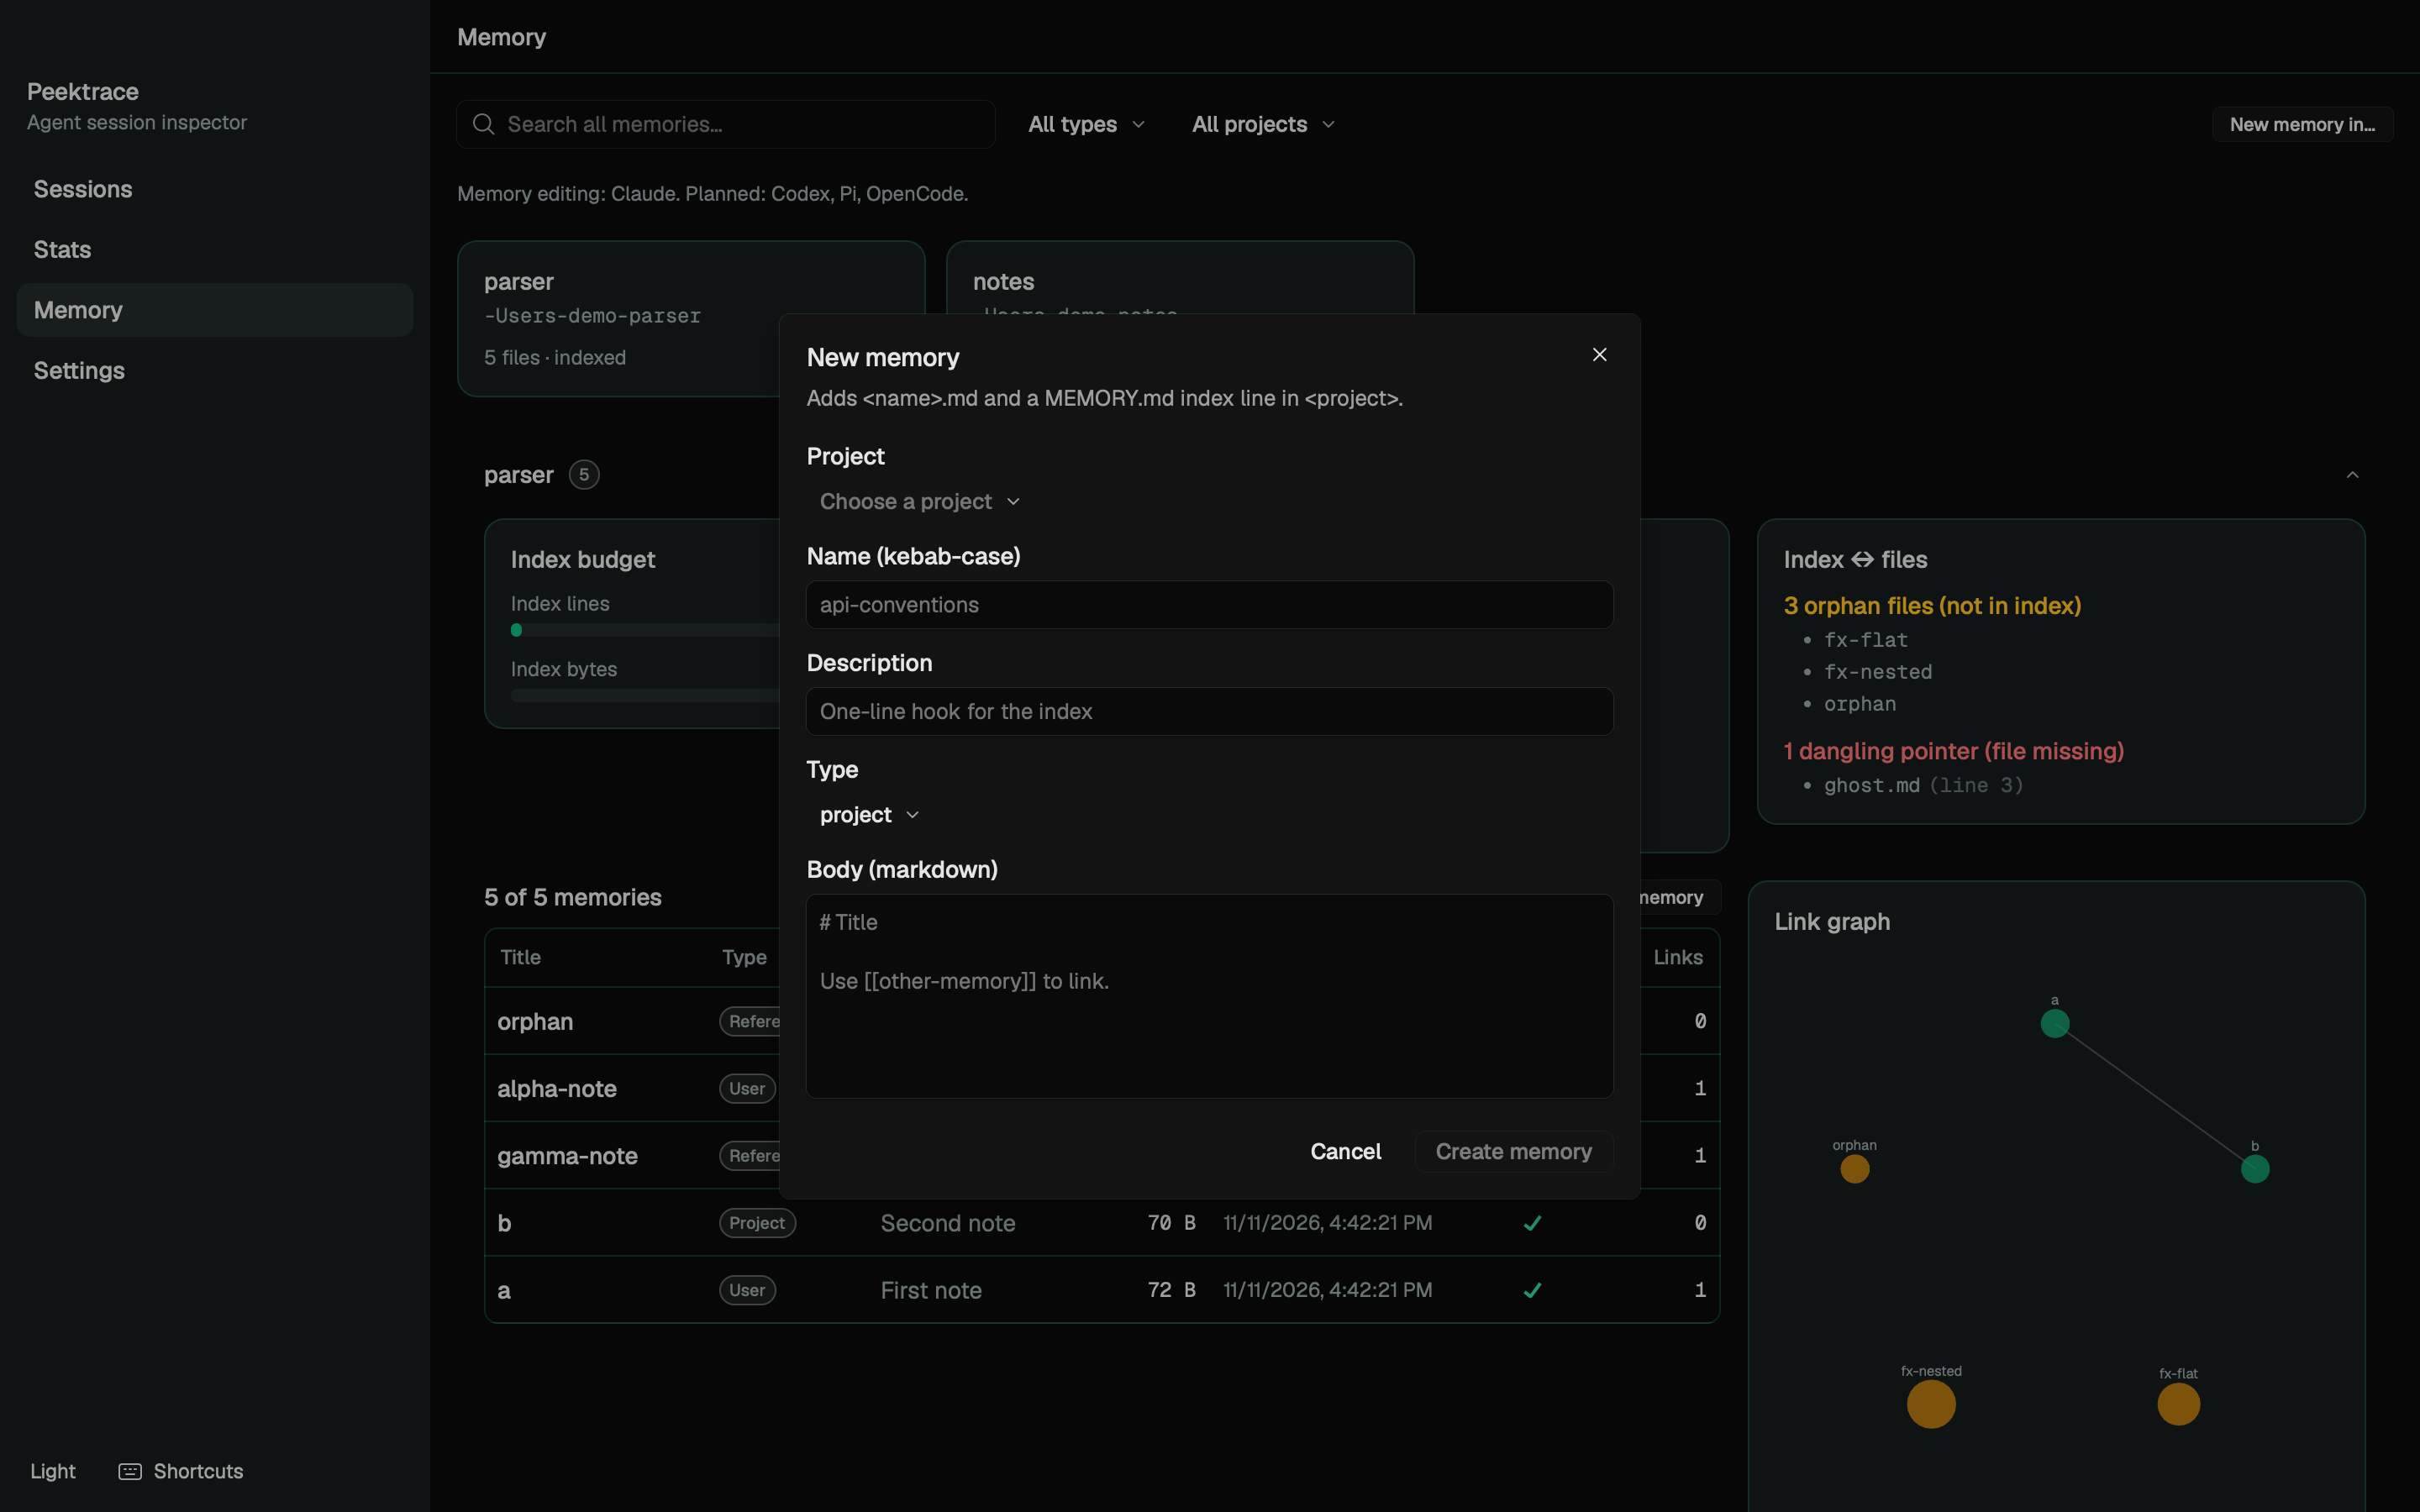 Peektrace
Agent session inspector
Sessions
Stats
Memory
Settings
Light
Shortcuts
Memory
Search all memories…
All types
All projects
New memory in…
Memory editing: Claude. Planned: Codex, Pi, OpenCode.
parser
-Users-demo-parser
5 files · indexed
notes
parser 5
Index budget
Index lines
Index bytes
Index ↔ files
3 orphan files (not in index)
• fx-flat
• fx-nested
• orphan
1 dangling pointer (file missing)
• ghost.md (line 3)
New memory
Adds <name>.md and a MEMORY.md index line in <project>.
Project
Choose a project
Name (kebab-case)
api-conventions
Description
One-line hook for the index
Type
project
Body (markdown)
# Title
Use [[other-memory]] to link.
Cancel
Create memory
5 of 5 memories
memory
Title Type Links
orphan Refere 0
alpha-note User 1
gamma-note Refere 1
b Project Second note 70 B 11/11/2026, 4:42:21 PM ✓ 0
a User First note 72 B 11/11/2026, 4:42:21 PM ✓ 1
Link graph
a
orphan
b
fx-nested
fx-flat